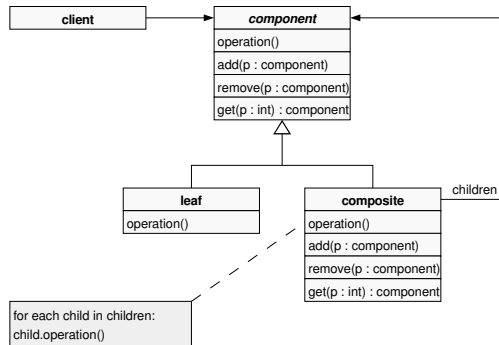 client
component
operation()
add(p : component)
remove(p : component)
get(p : int) : component
leaf
operation()
composite
operation()
add(p : component)
remove(p : component)
get(p : int) : component
children
for each child in children:
child.operation()